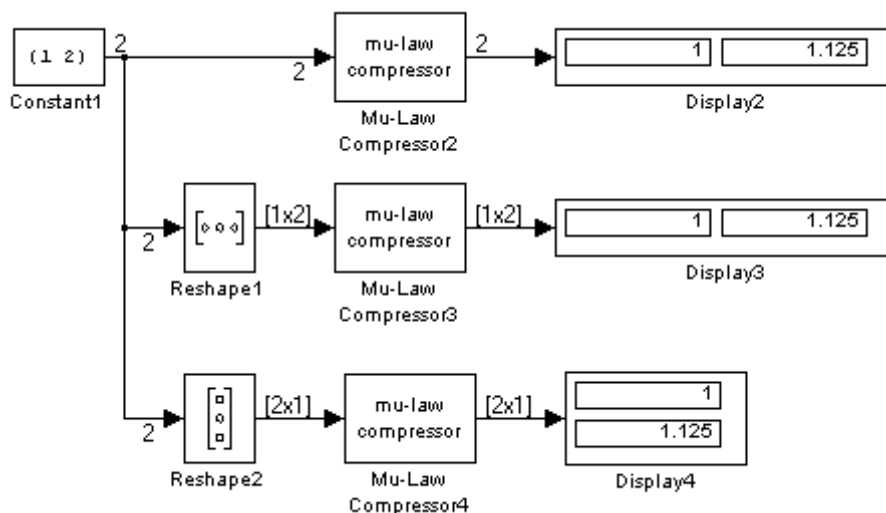 (1 2)
Constant1
2
2
mu-law
compressor
Mu-Law
Compressor2
2
1
1.125
Display2
2
Reshape1
[1x2]
mu-law
compressor
Mu-Law
Compressor3
[1x2]
1
1.125
Display3
2
Reshape2
[2x1]
mu-law
compressor
Mu-Law
Compressor4
[2x1]
1
1.125
Display4